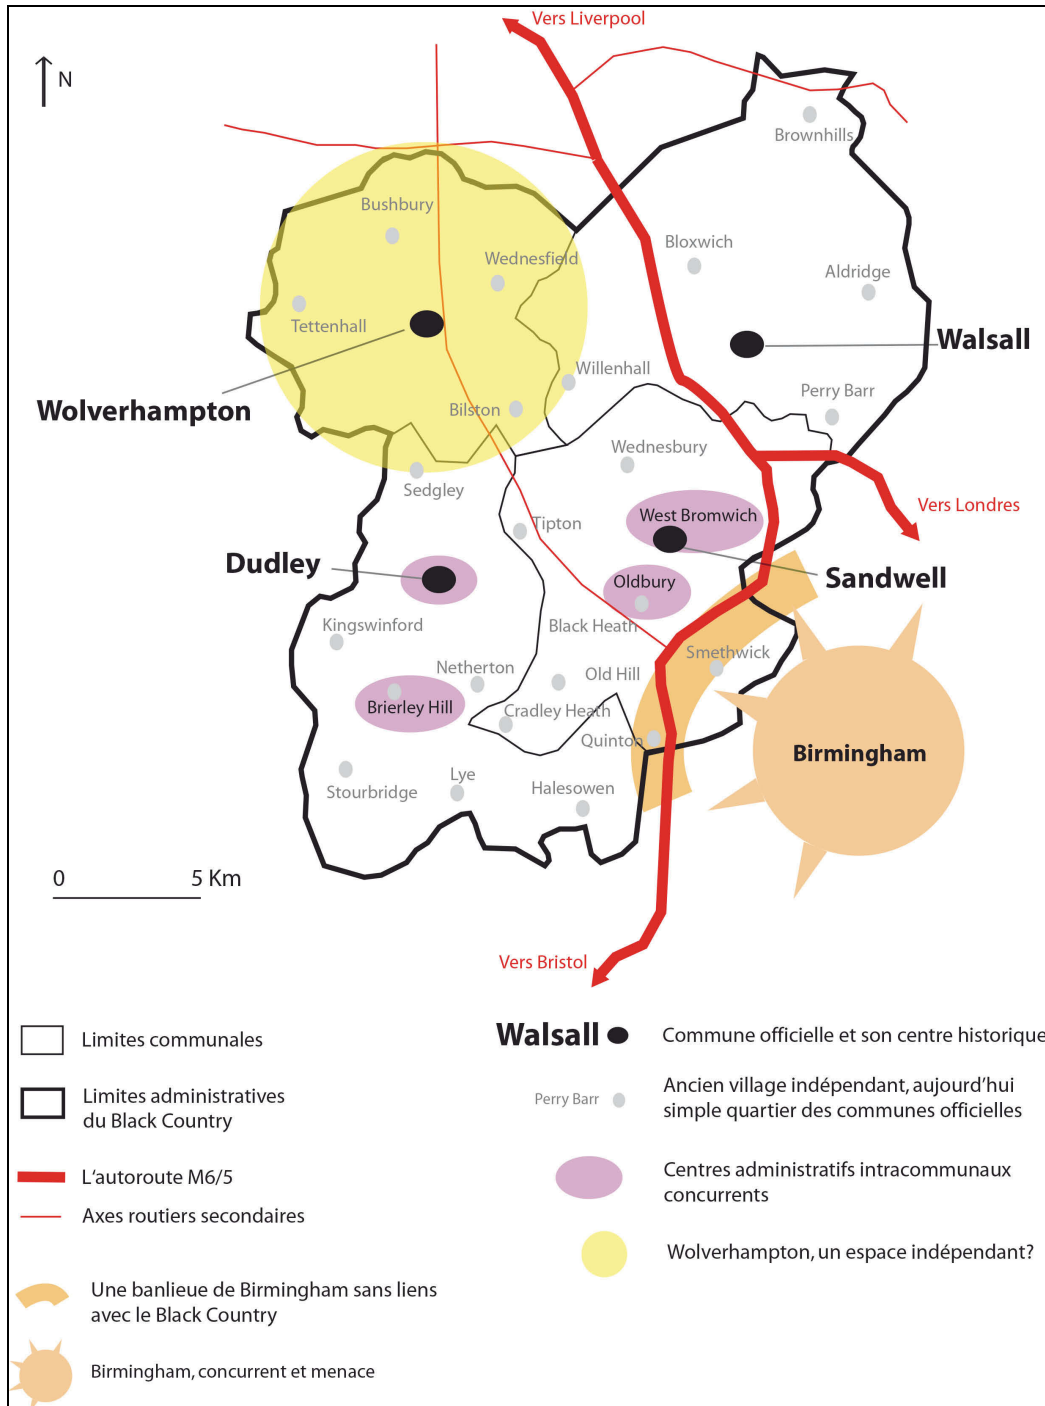 Vers Liverpool
N
Brownhills
Bushbury
Bloxwich
Wednesfield
Aldridge
Tettenhall
Walsall
Willenhall
Perry Barr
Wolverhampton
Bilston
Wednesbury
Sedgley
Vers Londres
West Bromwich
Tipton
Dudley
Sandwell
Oldbury
Kingswinford
Black Heath
Smethwick
Netherton
Old Hill
Brierley Hill
Cradley Heath
Quinton
Birmingham
Stourbridge
Lye
Halesowen
0 5 Km
Vers Bristol
Limites communales
Limites administratives
du Black Country
L'autoroute M6/5
Axes routiers secondaires
Une banlieue de Birmingham sans liens
avec le Black Country
Birmingham, concurrent et menace
Walsall
Commune officielle et son centre historique
Perry Barr
Ancien village indépendant, aujourd'hui
simple quartier des communes officielles
Centres administratifs intracommunaux
concurrents
Wolverhampton, un espace indépendant?